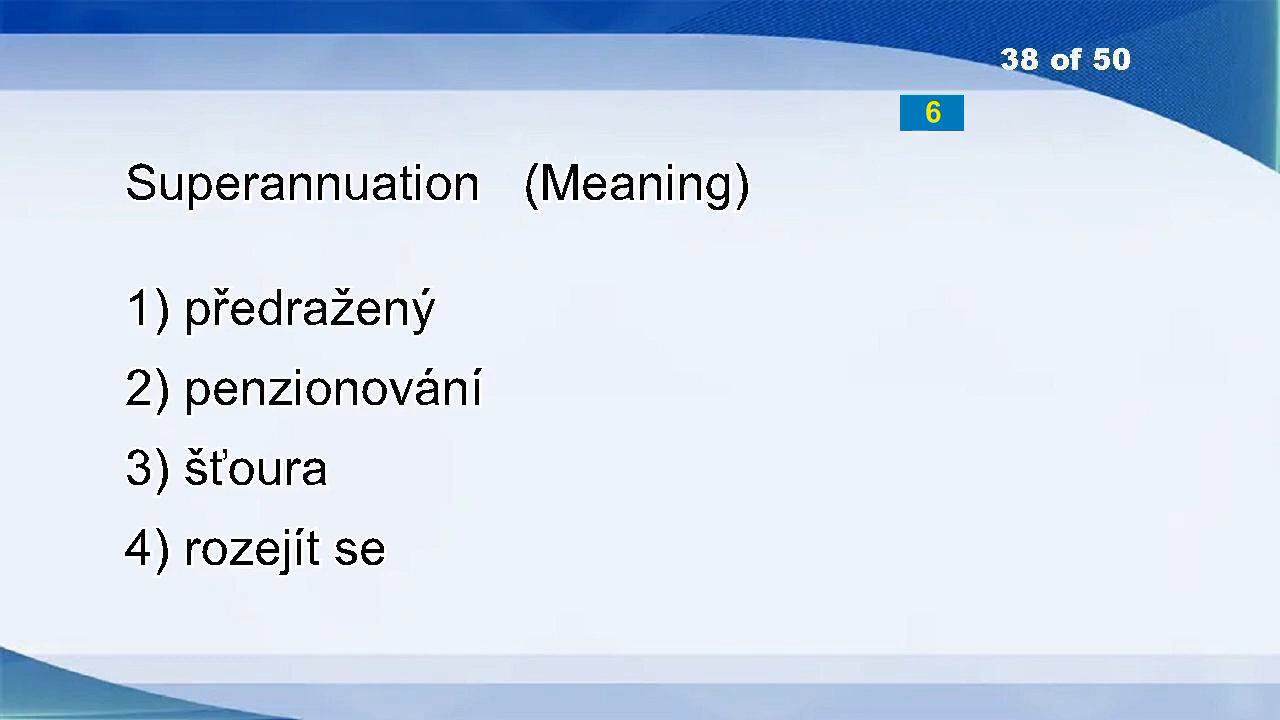 38 of 50
6
Superannuation (Meaning)
1) předražený
2) penzionování
3) šťoura
4) rozejít se